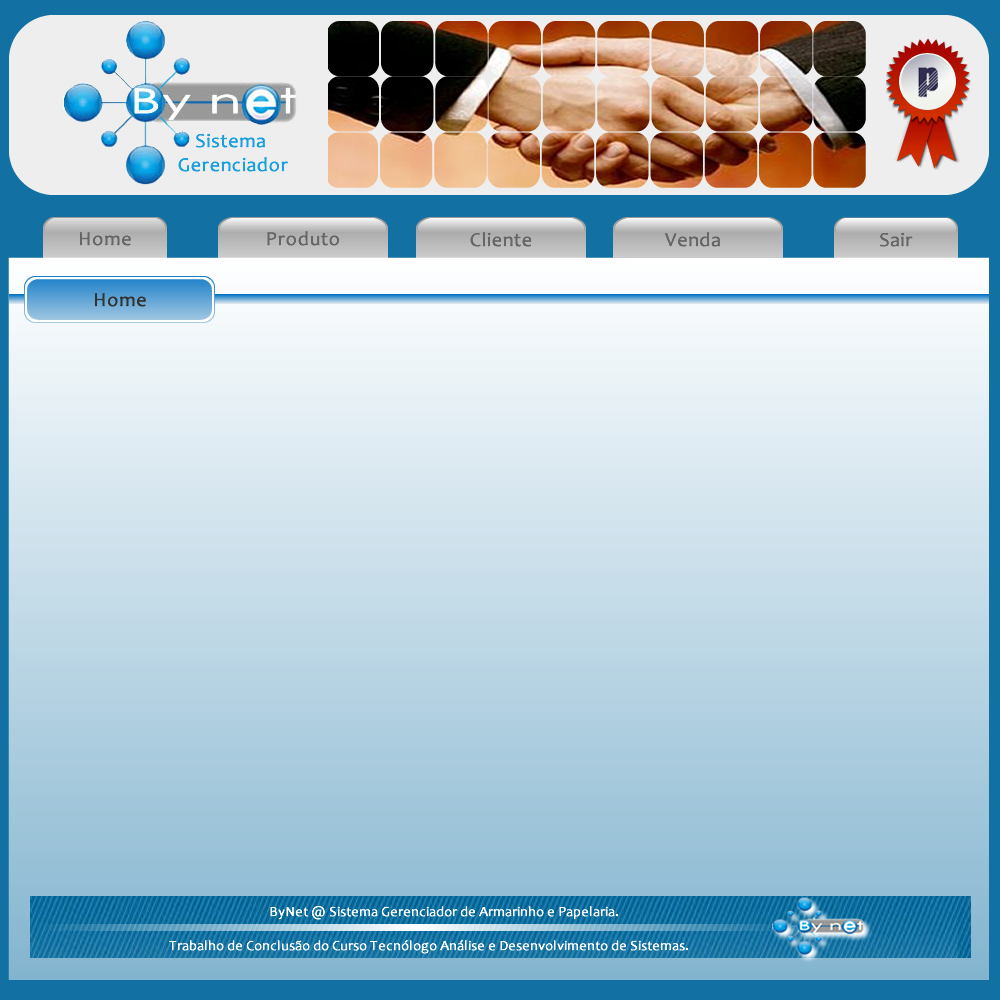 By net
Sistema
Gerenciador
P
Home
Produto
Cliente
Venda
Sair
Home
ByNet @ Sistema Gerenciador de Armarinho e Papelaria.
Trabalho de Conclusão do Curso Tecnólogo Análise e Desenvolvimento de Sistemas.
By net